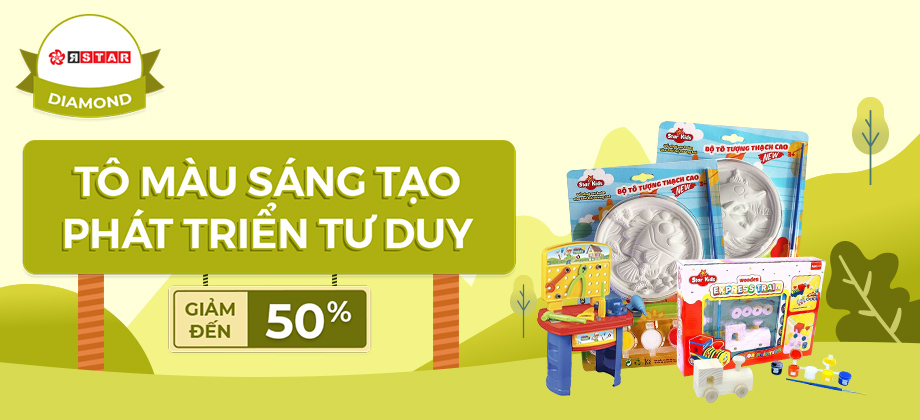 ЯSTAR
DIAMOND
TÔ MÀU SÁNG TẠO
PHÁT TRIỂN TƯ DUY
GIẢM
ĐẾN
50%
Star Kids
BỘ TÔ TƯỢNG THẠCH CAO
NEW
Star Kids
BỘ TÔ TƯỢNG THẠCH CAO
NEW
Star Kids
wooden
EXPRESS TRAIN